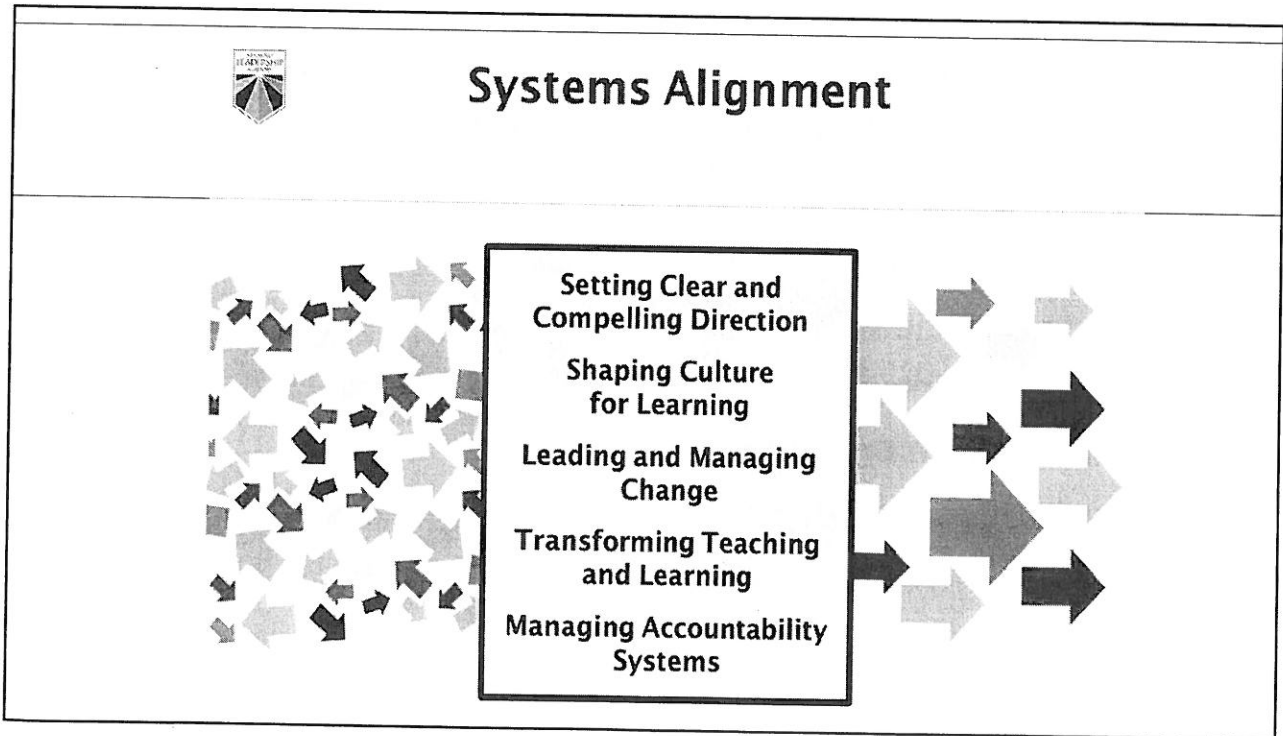 LEADERSHIP
Systems Alignment
Setting Clear and
Compelling Direction
Shaping Culture
for Learning
Leading and Managing
Change
Transforming Teaching
and Learning
Managing Accountability
Systems